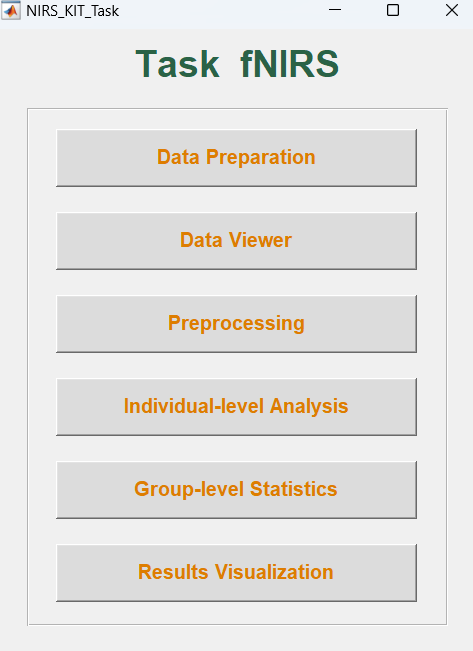 NIRS_KIT_Task
Task fNIRS
Data Preparation
Data Viewer
Preprocessing
Individual-level Analysis
Group-level Statistics
Results Visualization